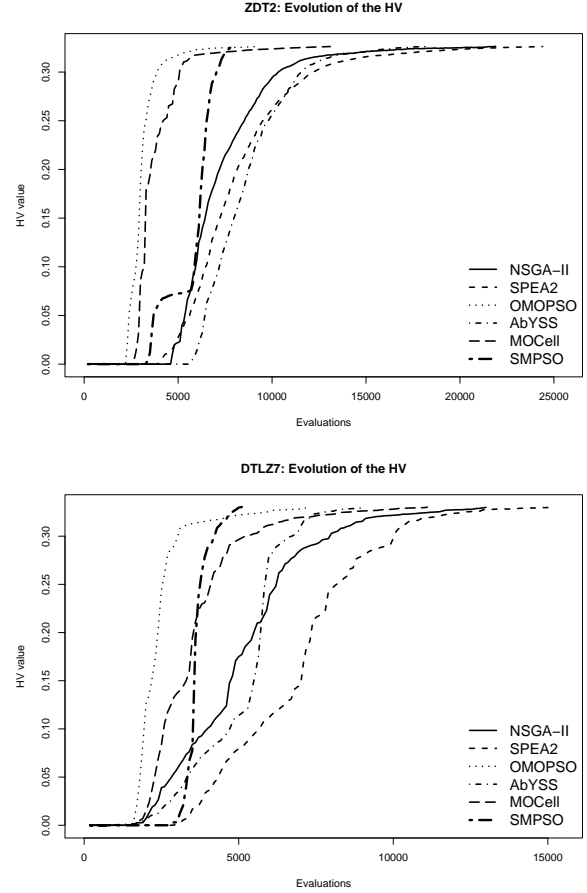 ZDT2: Evolution of the HV
HV value
0.30
0.25
0.20
0.15
0.10
0.05
0.00
NSGA−II
SPEA2
OMOPSO
AbYSS
MOCell
SMPSO
0 5000 10000 15000 20000 25000
Evaluations
DTLZ7: Evolution of the HV
HV value
0.30
0.25
0.20
0.15
0.10
0.05
0.00
NSGA−II
SPEA2
OMOPSO
AbYSS
MOCell
SMPSO
0 5000 10000 15000
Evaluations